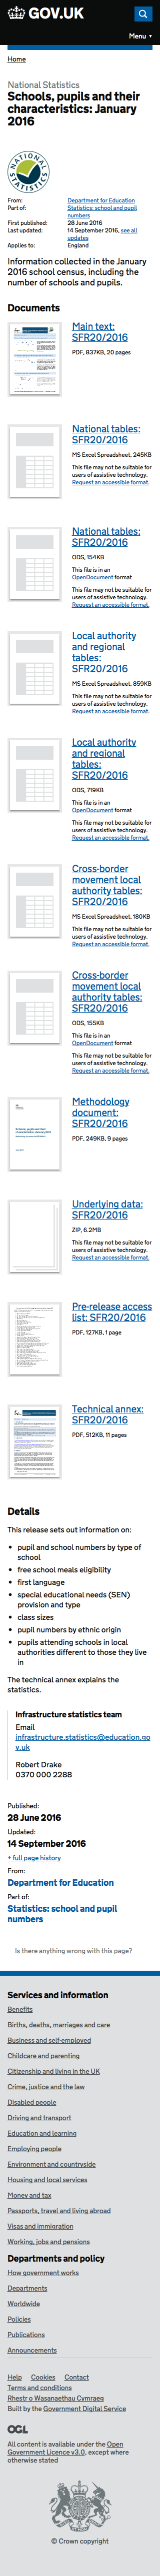 GOV.UK
Menu
Home
National Statistics
Schools, pupils and their
characteristics: January
2016
NATIONAL STATISTICS
From:
Department for Education
Part of:
Statistics: school and pupil
numbers
First published:
28 June 2016
Last updated:
14 September 2016, see all
updates
Applies to:
England
Information collected in the January
2016 school census, including the
number of schools and pupils.
Documents
Main text:
SFR20/2016
PDF, 837KB, 20 pages
National tables:
SFR20/2016
MS Excel Spreadsheet, 245KB
This file may not be suitable for
users of assistive technology.
Request an accessible format.
National tables:
SFR20/2016
ODS, 154KB
This file is in an
OpenDocument format
This file may not be suitable for
users of assistive technology.
Request an accessible format.
Local authority
and regional
tables:
SFR20/2016
MS Excel Spreadsheet, 859KB
This file may not be suitable for
users of assistive technology.
Request an accessible format.
Local authority
and regional
tables:
SFR20/2016
ODS, 719KB
This file is in an
OpenDocument format
This file may not be suitable for
users of assistive technology.
Request an accessible format.
Cross-border
movement local
authority tables:
SFR20/2016
MS Excel Spreadsheet, 180KB
This file may not be suitable for
users of assistive technology.
Request an accessible format.
Cross-border
movement local
authority tables:
SFR20/2016
ODS, 155KB
This file is in an
OpenDocument format
This file may not be suitable for
users of assistive technology.
Request an accessible format.
Methodology
document:
SFR20/2016
PDF, 249KB, 9 pages
Underlying data:
SFR20/2016
ZIP, 6.2MB
This file may not be suitable for
users of assistive technology.
Request an accessible format.
Pre-release access
list: SFR20/2016
PDF, 127KB, 1 page
Technical annex:
SFR20/2016
PDF, 512KB, 11 pages
Details
This release sets out information on:
pupil and school numbers by type of
school
free school meals eligibility
first language
special educational needs (SEN)
provision and type
class sizes
pupil numbers by ethnic origin
pupils attending schools in local
authorities different to those they live
in
The technical annex explains the
statistics.
Infrastructure statistics team
Email
infrastructure.statistics@education.go
v.uk
Robert Drake
0370 000 2288
Published:
28 June 2016
Updated:
14 September 2016
+ full page history
From:
Department for Education
Part of:
Statistics: school and pupil
numbers
Is there anything wrong with this page?
Services and information
Benefits
Births, deaths, marriages and care
Business and self-employed
Childcare and parenting
Citizenship and living in the UK
Crime, justice and the law
Disabled people
Driving and transport
Education and learning
Employing people
Environment and countryside
Housing and local services
Money and tax
Passports, travel and living abroad
Visas and immigration
Working, jobs and pensions
Departments and policy
How government works
Departments
Worldwide
Policies
Publications
Announcements
Help Cookies Contact
Terms and conditions
Rhestr o Wasanaethau Cymraeg
Built by the Government Digital Service
OGL
All content is available under the Open
Government Licence v3.0, except where
otherwise stated
© Crown copyright